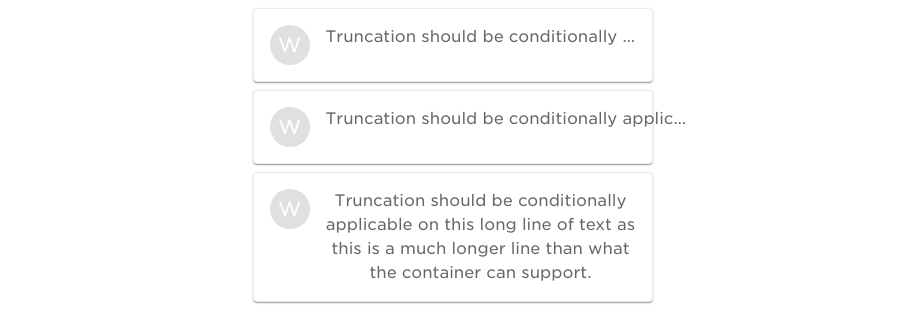 W
Truncation should be conditionally ...
W
Truncation should be conditionally applic...
W
Truncation should be conditionally
applicable on this long line of text as
this is a much longer line than what
the container can support.